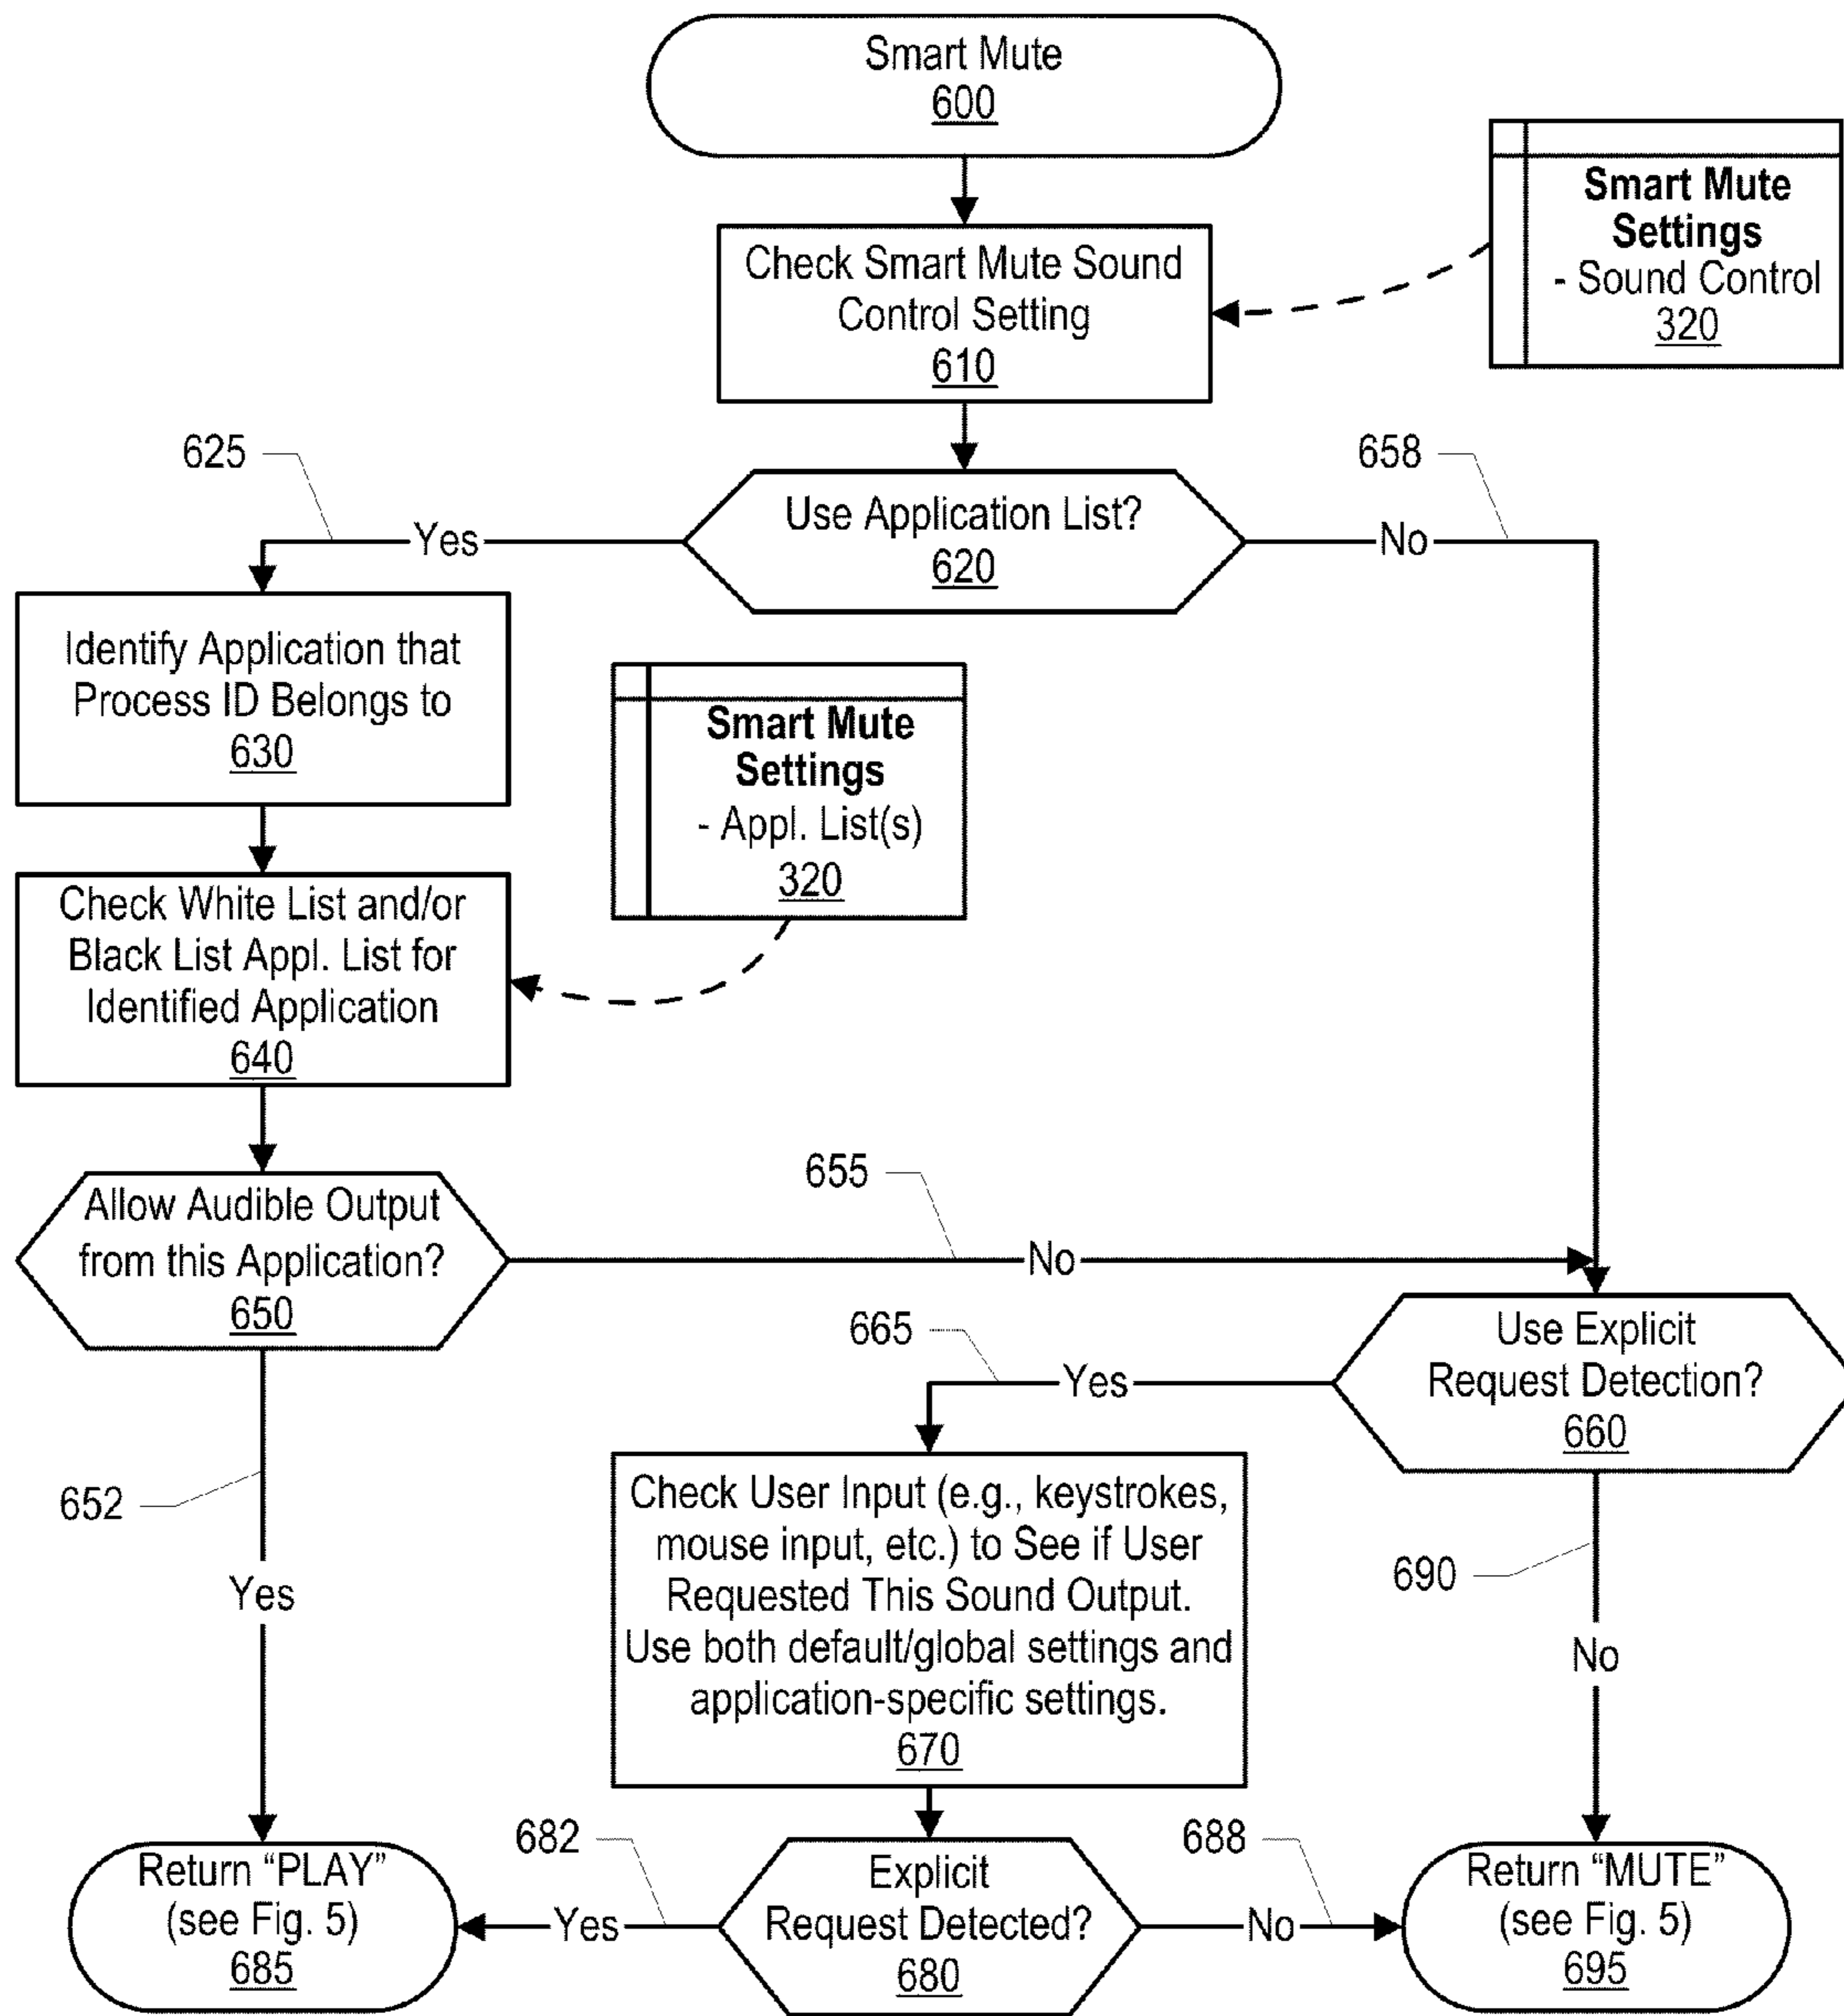 Smart Mute
600
Smart Mute
Settings
- Sound Control
320
Check Smart Mute Sound
Control Setting
610
625
658
Use Application List?
620
Yes
No
Identify Application that
Process ID Belongs to
630
Smart Mute
Settings
- Appl. List(s)
320
Check White List and/or
Black List Appl. List for
Identified Application
640
Allow Audible Output
from this Application?
650
655
No
Use Explicit
Request Detection?
660
665
Yes
652
Yes
Check User Input (e.g., keystrokes,
mouse input, etc.) to See if User
Requested This Sound Output.
Use both default/global settings and
application-specific settings.
670
690
No
Return “PLAY”
(see Fig. 5)
685
682
Yes
Explicit
Request Detected?
680
688
No
Return “MUTE”
(see Fig. 5)
695